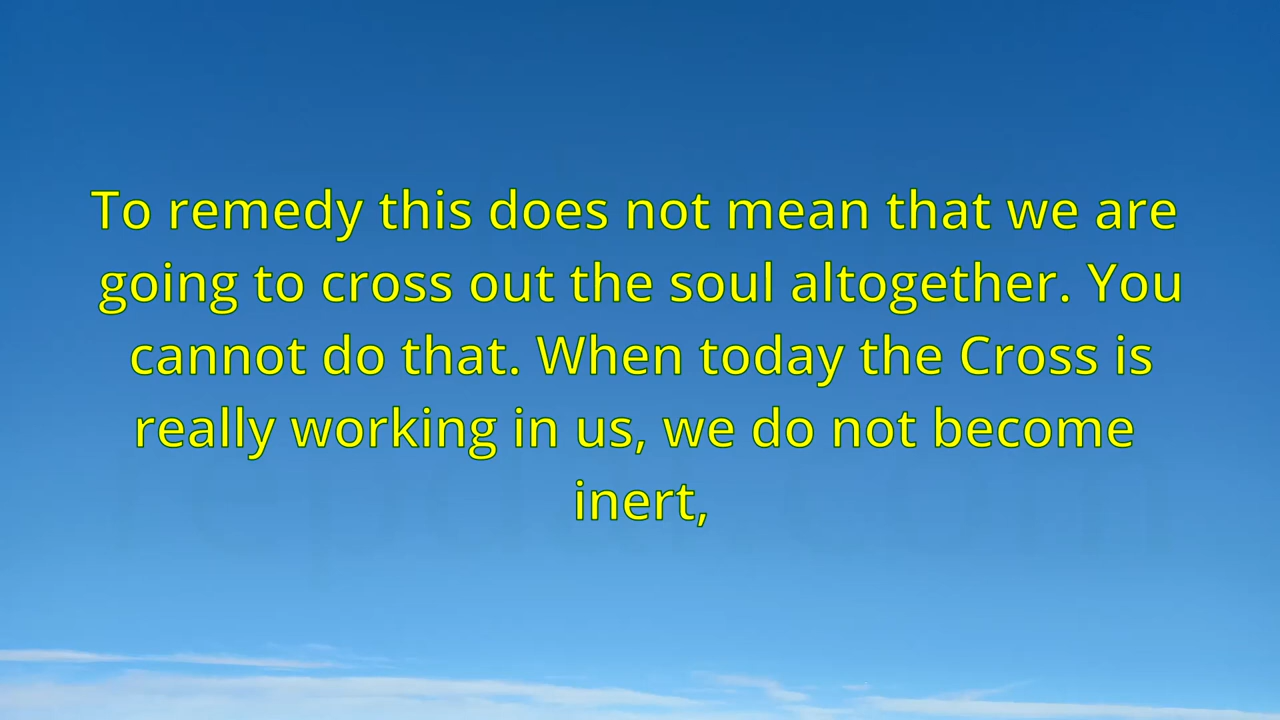 To remedy this does not mean that we are
going to cross out the soul altogether. You
cannot do that. When today the Cross is
really working in us, we do not become
inert,